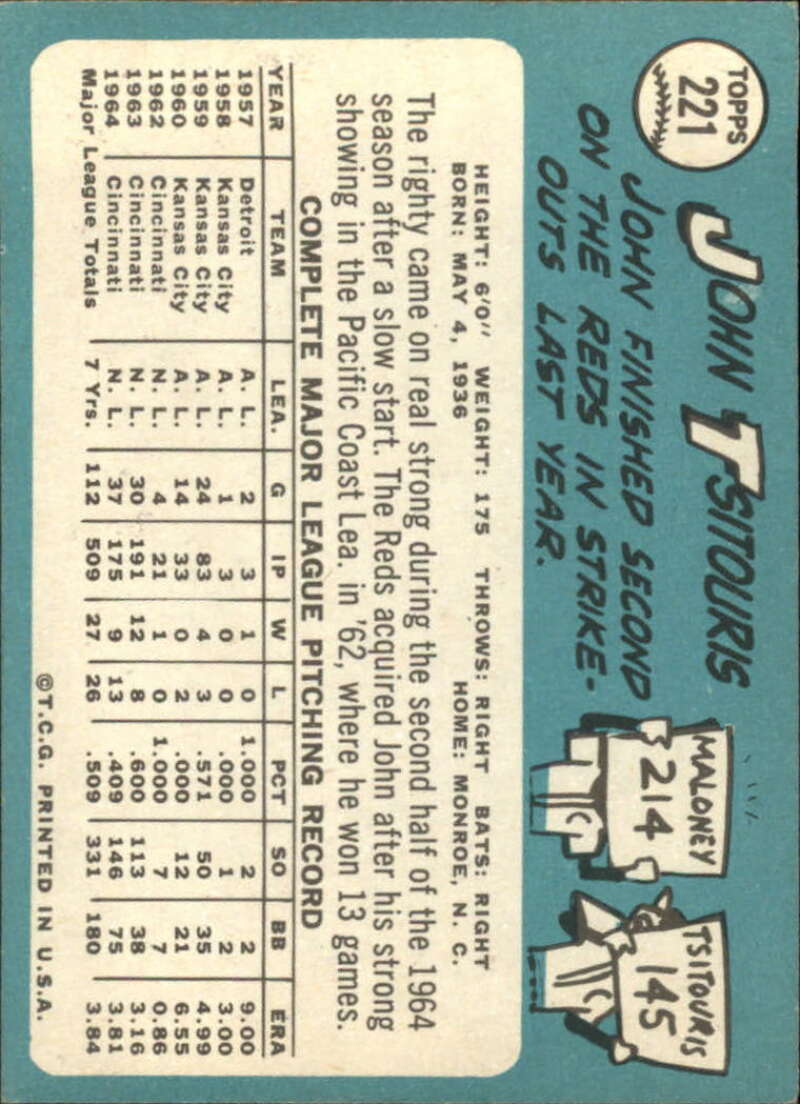 TOPPS
221
JOHN TSITOURIS
JOHN FINISHED SECOND
ON THE REDS IN STRIKE-
OUTS LAST YEAR.
MALONEY
214
TSITOURIS
145
HEIGHT: 6'0" WEIGHT: 175 THROWS: RIGHT BATS: RIGHT
BORN: MAY 4, 1936 HOME: MONROE, N. C.
The righty came on real strong during the second half of the 1964
season after a slow start. The Reds acquired John after his strong
showing in the Pacific Coast Lea. in '62, where he won 13 games.
COMPLETE MAJOR LEAGUE PITCHING RECORD
YEAR TEAM LEA. G IP W L PCT SO BB ERA
1957 Detroit A. L. 2 3 1 0 1.000 2 2 9.00
1958 Kansas City A. L. 1 3 0 0 .000 1 2 3.00
1959 Kansas City A. L. 24 83 4 3 .571 50 35 4.99
1960 Kansas City A. L. 14 33 0 2 .000 12 21 6.55
1962 Cincinnati N. L. 4 21 1 0 1.000 7 7 0.86
1963 Cincinnati N. L. 30 191 12 8 .600 113 38 3.16
1964 Cincinnati N. L. 37 175 9 13 .409 146 75 3.81
Major League Totals 7 Yrs. 112 509 27 26 .509 331 180 3.84
©T.C.G. PRINTED IN U.S.A.